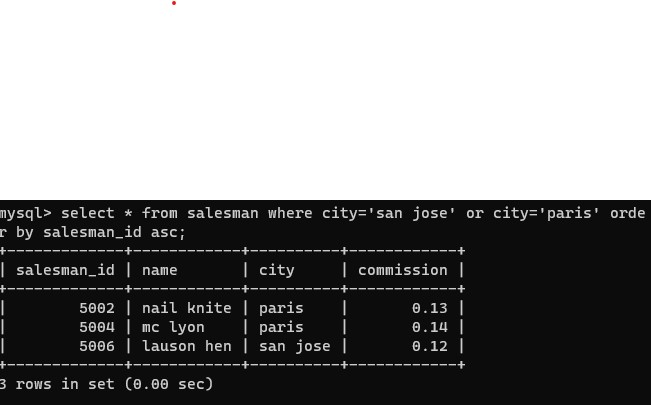 mysql> select * from salesman where city='san jose' or city='paris' orde
r by salesman_id asc;
+-------------+------------+----------+------------+
| salesman_id | name       | city     | commission |
+-------------+------------+----------+------------+
|        5002 | nail knite | paris    |       0.13 |
|        5004 | mc lyon    | paris    |       0.14 |
|        5006 | lauson hen | san jose |       0.12 |
+-------------+------------+----------+------------+
3 rows in set (0.00 sec)